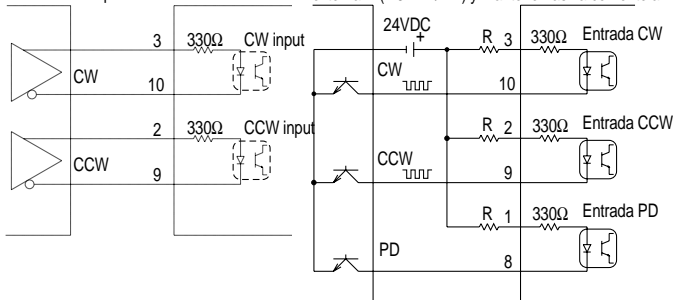 3 330Ω CW input
CW
10
2 330Ω CCW input
CCW
9
24VDC
+
R 3 330Ω Entrada CW
CW
10
R 2 330Ω Entrada CCW
CCW
9
R 1 330Ω Entrada PD
PD
8